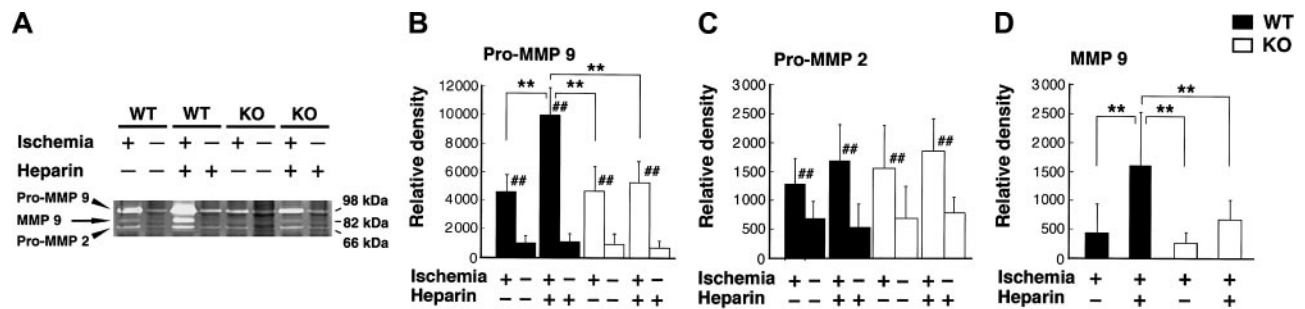 A
WT WT KO KO
Ischemia + − + − + − + −
Heparin − − + + − − + +
Pro-MMP 9
MMP 9
Pro-MMP 2
98 kDa
82 kDa
66 kDa
B
Pro-MMP 9
Relative density
12000
10000
8000
6000
4000
2000
0
** ** **
## ## ## ##
Ischemia + − + − + − + −
Heparin − − + + − − + +
C
Pro-MMP 2
Relative density
3000
2500
2000
1500
1000
500
0
## ## ## ##
Ischemia + − + − + − + −
Heparin − − + + − − + +
D
MMP 9
Relative density
3000
2500
2000
1500
1000
500
0
** ** **
Ischemia + + + +
Heparin − + − +
WT
KO